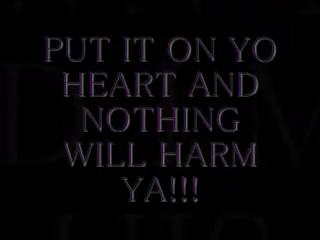 PUT IT ON YO
HEART AND
NOTHING
WILL HARM
YA!!!